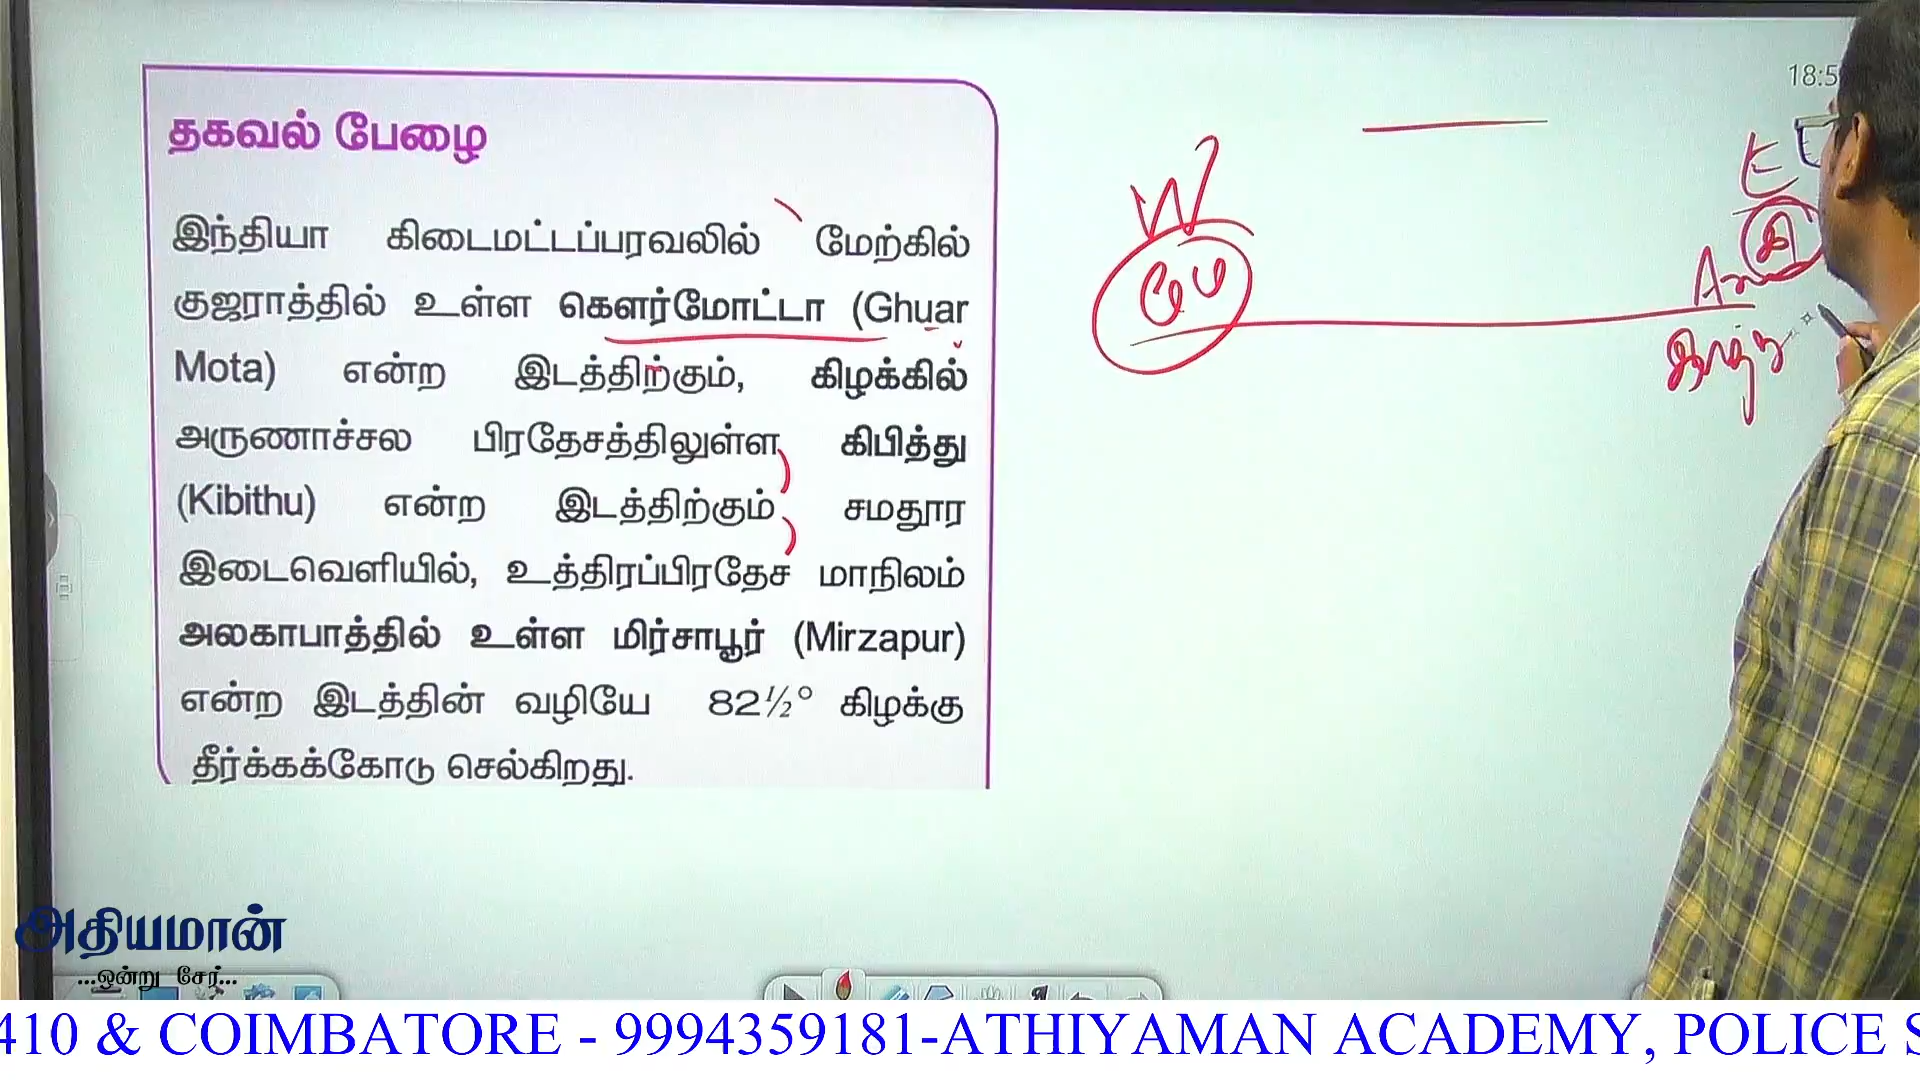 18:5
தகவல் பேழை
இந்தியா கிடைமட்டப்பரவலில் மேற்கில்
குஜராத்தில் உள்ள கௌர்மோட்டா (Ghuar
Mota) என்ற இடத்திற்கும், கிழக்கில்
அருணாச்சல பிரதேசத்திலுள்ள கிபித்து
(Kibithu) என்ற இடத்திற்கும் சமதூர
இடைவெளியில், உத்திரப்பிரதேச மாநிலம்
அலகாபாத்தில் உள்ள மிர்சாபூர் (Mirzapur)
என்ற இடத்தின் வழியே 82½° கிழக்கு
தீர்க்கக்கோடு செல்கிறது.
W
மே
E
கி
அதியமான்
...ஒன்று சேர்...
410 & COIMBATORE - 9994359181-ATHIYAMAN ACADEMY, POLICE S